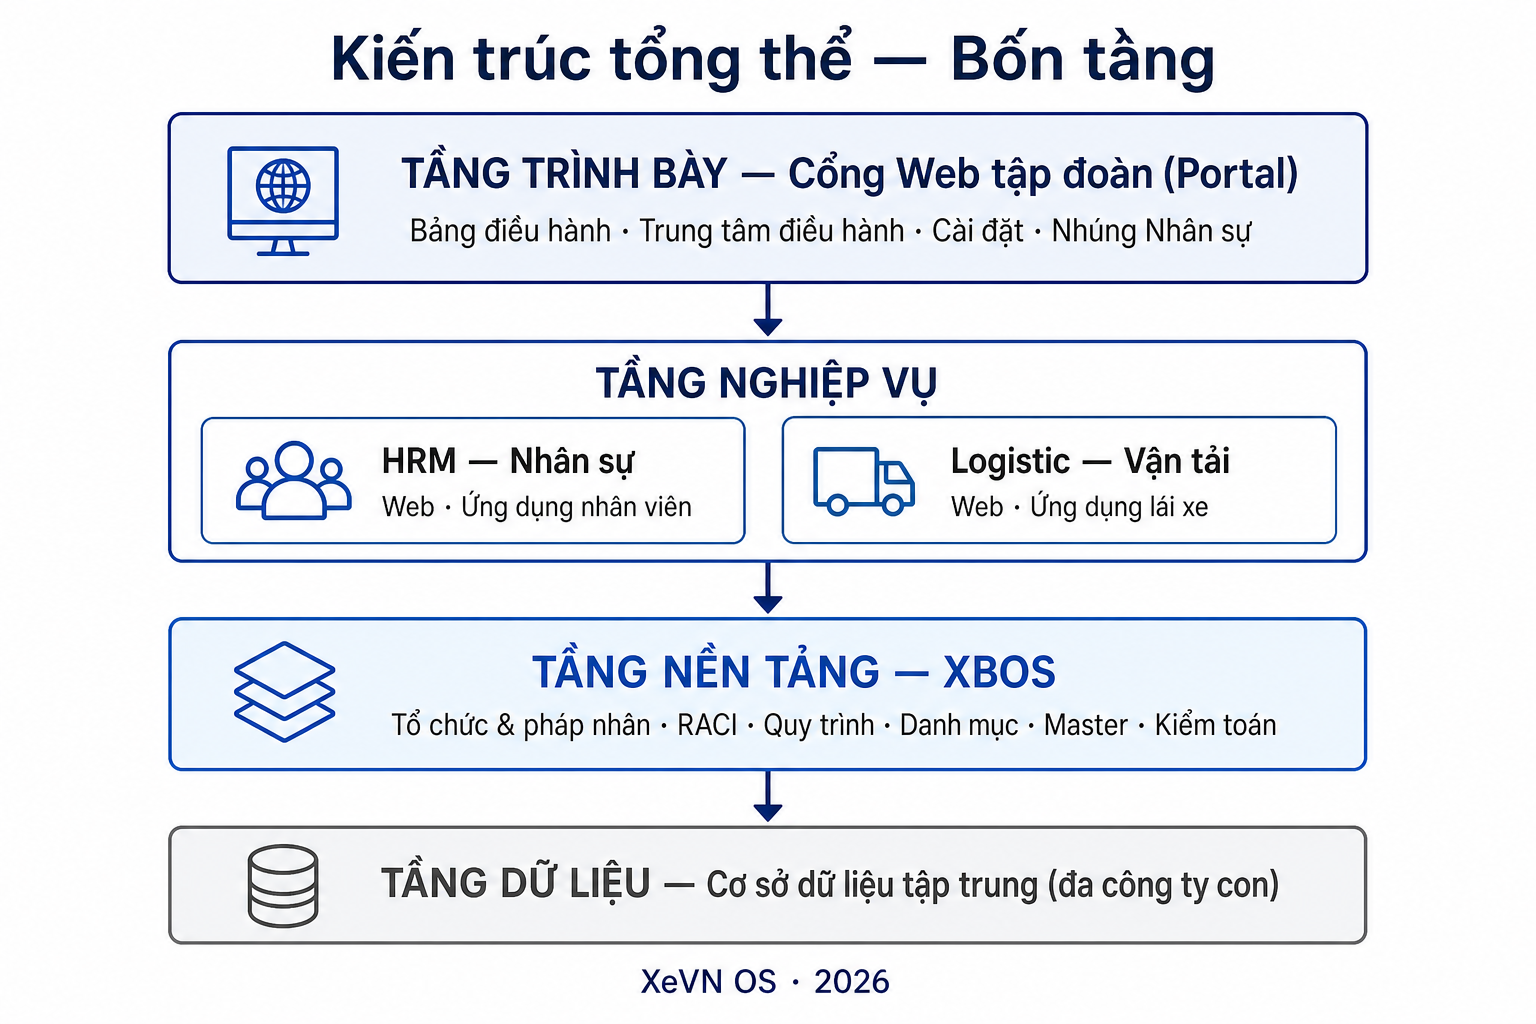 Kiến trúc tổng thể — Bốn tầng
TẦNG TRÌNH BÀY — Cổng Web tập đoàn (Portal)
Bảng điều hành · Trung tâm điều hành · Cài đặt · Nhúng Nhân sự
TẦNG NGHIỆP VỤ
HRM — Nhân sự
Web · Ứng dụng nhân viên
Logistic — Vận tải
Web · Ứng dụng lái xe
TẦNG NỀN TẢNG — XBOS
Tổ chức & pháp nhân · RACI · Quy trình · Danh mục · Master · Kiểm toán
TẦNG DỮ LIỆU — Cơ sở dữ liệu tập trung (đa công ty con)
XeVN OS · 2026